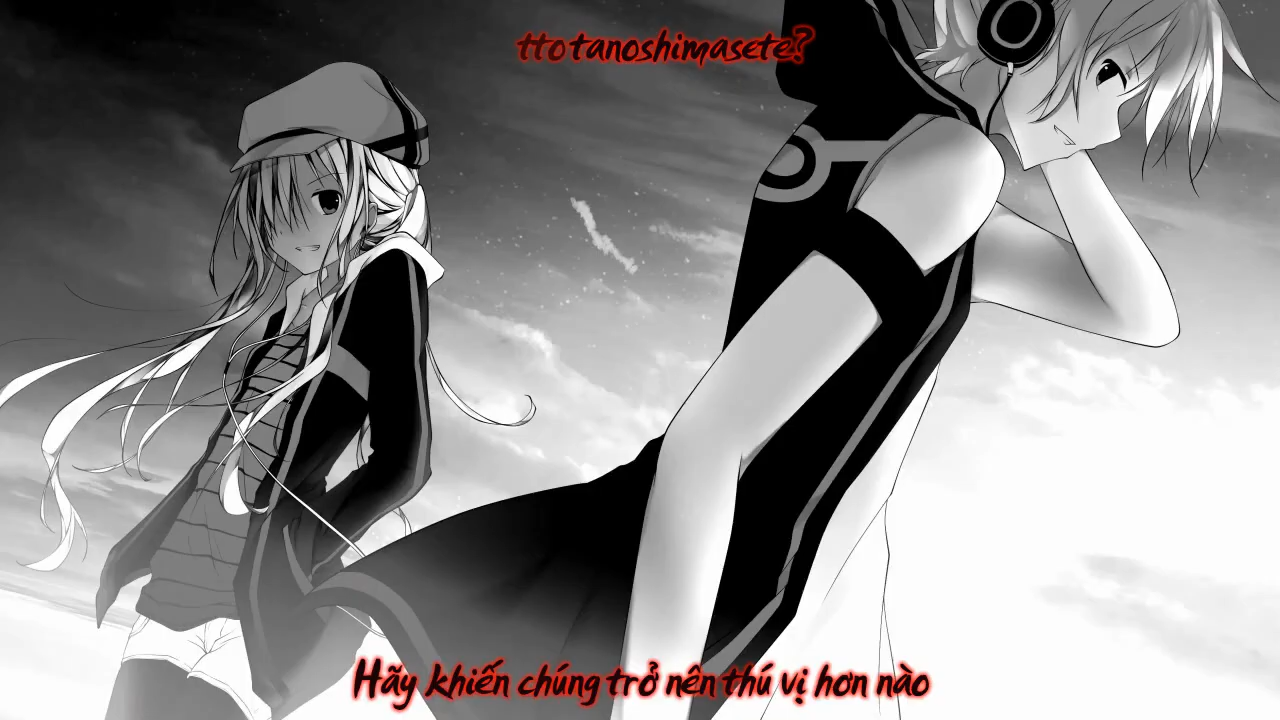 ttotanoshimasete?
Hãy khiến chúng trở nên thú vị hơn nào